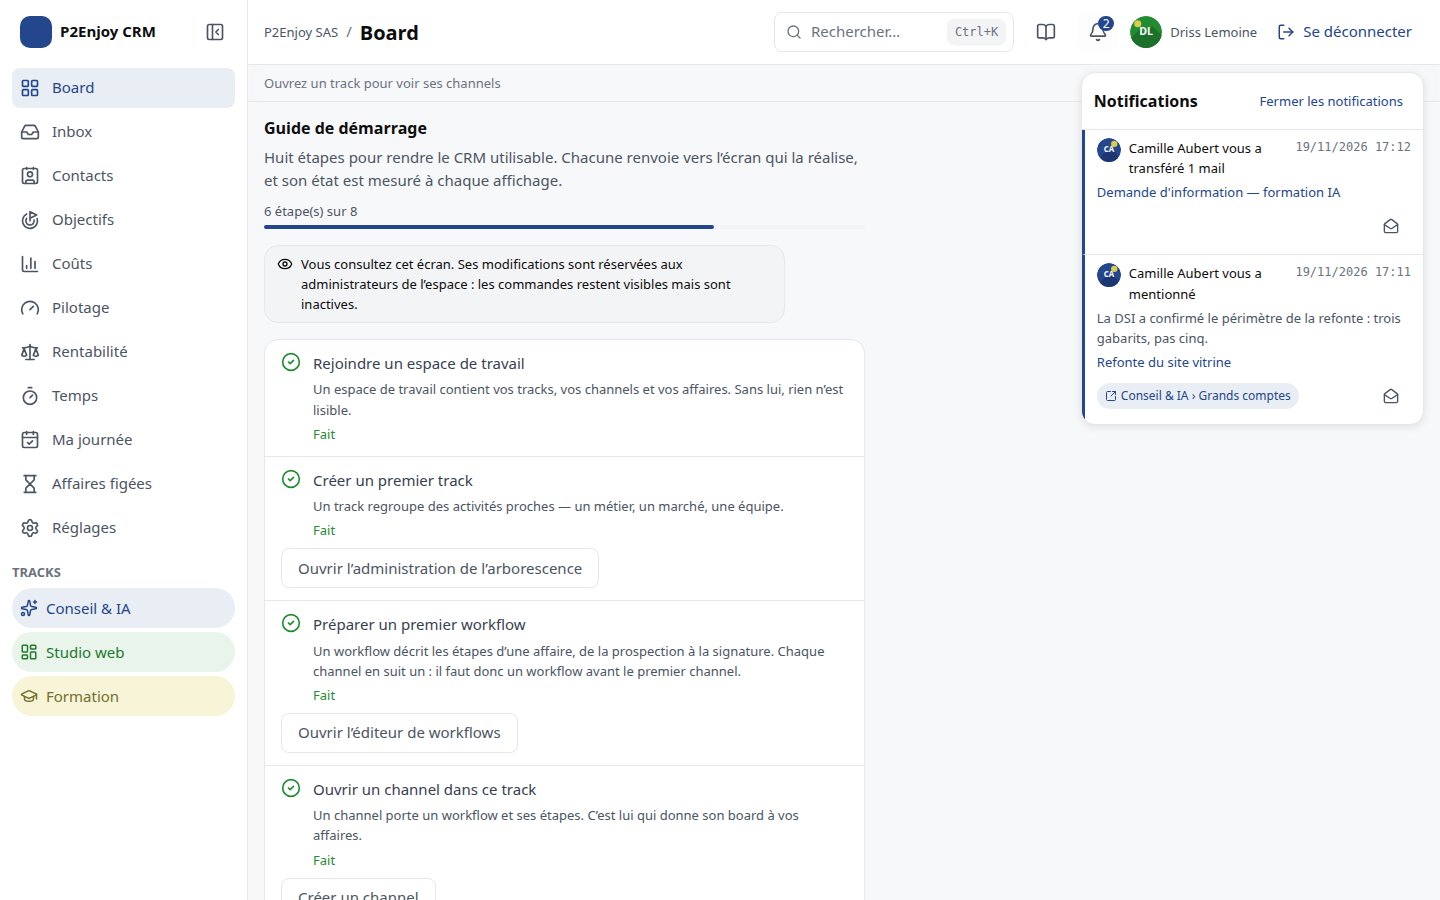 P2Enjoy CRM
Board
Inbox
Contacts
Objectifs
Coûts
Pilotage
Rentabilité
Temps
Ma journée
Affaires figées
Réglages
TRACKS
Conseil & IA
Studio web
Formation
P2Enjoy SAS / Board
Rechercher... Ctrl+K
2
DL Driss Lemoine
Se déconnecter
Ouvrez un track pour voir ses channels
Guide de démarrage
Huit étapes pour rendre le CRM utilisable. Chacune renvoie vers l’écran qui la réalise,
et son état est mesuré à chaque affichage.
6 étape(s) sur 8
Vous consultez cet écran. Ses modifications sont réservées aux
administrateurs de l’espace : les commandes restent visibles mais sont
inactives.
Rejoindre un espace de travail
Un espace de travail contient vos tracks, vos channels et vos affaires. Sans lui, rien n’est
lisible.
Fait
Créer un premier track
Un track regroupe des activités proches — un métier, un marché, une équipe.
Fait
Ouvrir l’administration de l’arborescence
Préparer un premier workflow
Un workflow décrit les étapes d’une affaire, de la prospection à la signature. Chaque
channel en suit un : il faut donc un workflow avant le premier channel.
Fait
Ouvrir l’éditeur de workflows
Ouvrir un channel dans ce track
Un channel porte un workflow et ses étapes. C’est lui qui donne son board à vos
affaires.
Fait
Créer un channel
Notifications
Fermer les notifications
CA Camille Aubert vous a 19/11/2026 17:12
transféré 1 mail
Demande d'information — formation IA
CA Camille Aubert vous a 19/11/2026 17:11
mentionné
La DSI a confirmé le périmètre de la refonte : trois
gabarits, pas cinq.
Refonte du site vitrine
Conseil & IA › Grands comptes